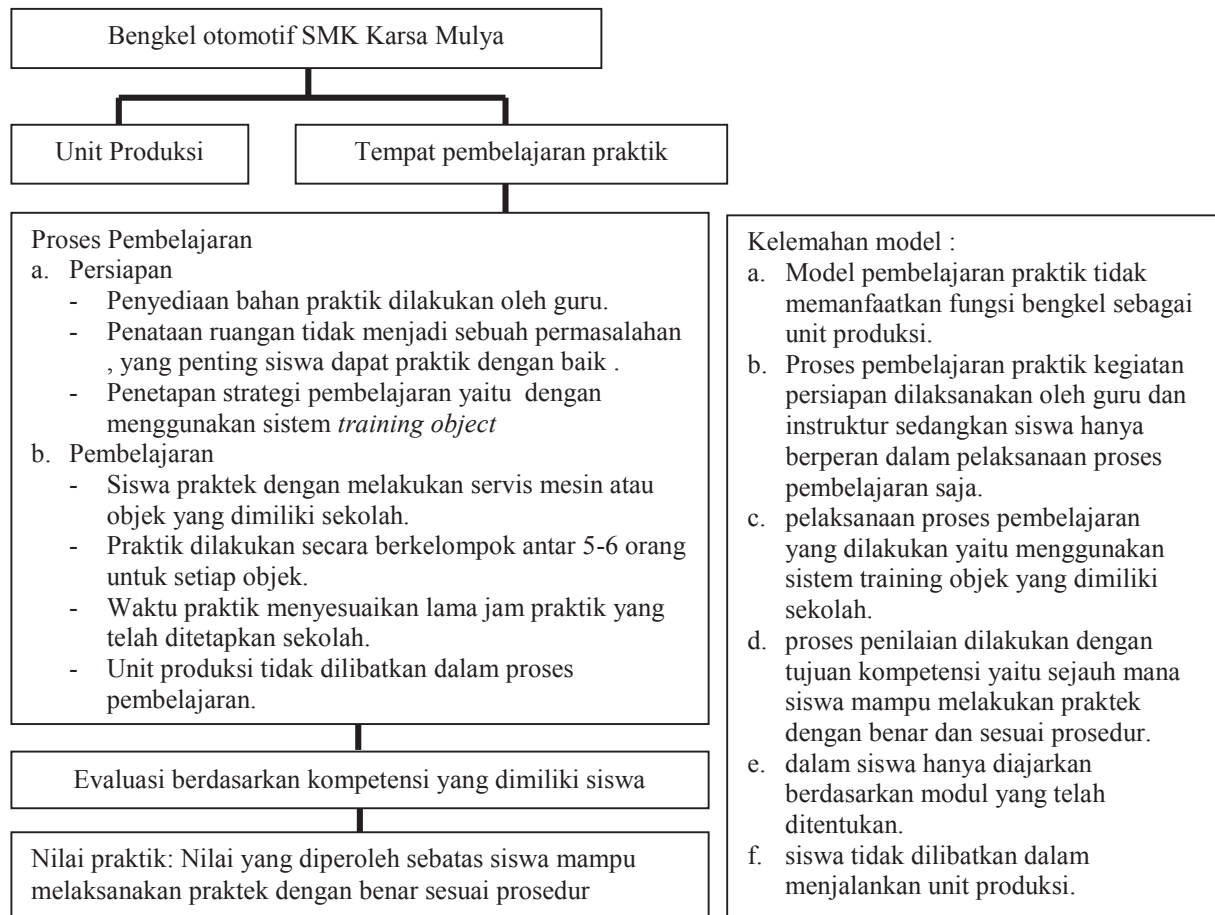 Bengkel otomotif SMK Karsa Mulya
Unit Produksi
Tempat pembelajaran praktik
Proses Pembelajaran
a. Persiapan
- Penyediaan bahan praktik dilakukan oleh guru.
- Penataan ruangan tidak menjadi sebuah permasalahan
, yang penting siswa dapat praktik dengan baik .
- Penetapan strategi pembelajaran yaitu dengan
menggunakan sistem training object
b. Pembelajaran
- Siswa praktek dengan melakukan servis mesin atau
objek yang dimiliki sekolah.
- Praktik dilakukan secara berkelompok antar 5-6 orang
untuk setiap objek.
- Waktu praktik menyesuaikan lama jam praktik yang
telah ditetapkan sekolah.
- Unit produksi tidak dilibatkan dalam proses
pembelajaran.
Evaluasi berdasarkan kompetensi yang dimiliki siswa
Nilai praktik: Nilai yang diperoleh sebatas siswa mampu
melaksanakan praktek dengan benar sesuai prosedur
Kelemahan model :
a. Model pembelajaran praktik tidak
memanfaatkan fungsi bengkel sebagai
unit produksi.
b. Proses pembelajaran praktik kegiatan
persiapan dilaksanakan oleh guru dan
instruktur sedangkan siswa hanya
berperan dalam pelaksanaan proses
pembelajaran saja.
c. pelaksanaan proses pembelajaran
yang dilakukan yaitu menggunakan
sistem training objek yang dimiliki
sekolah.
d. proses penilaian dilakukan dengan
tujuan kompetensi yaitu sejauh mana
siswa mampu melakukan praktek
dengan benar dan sesuai prosedur.
e. dalam siswa hanya diajarkan
berdasarkan modul yang telah
ditentukan.
f. siswa tidak dilibatkan dalam
menjalankan unit produksi.